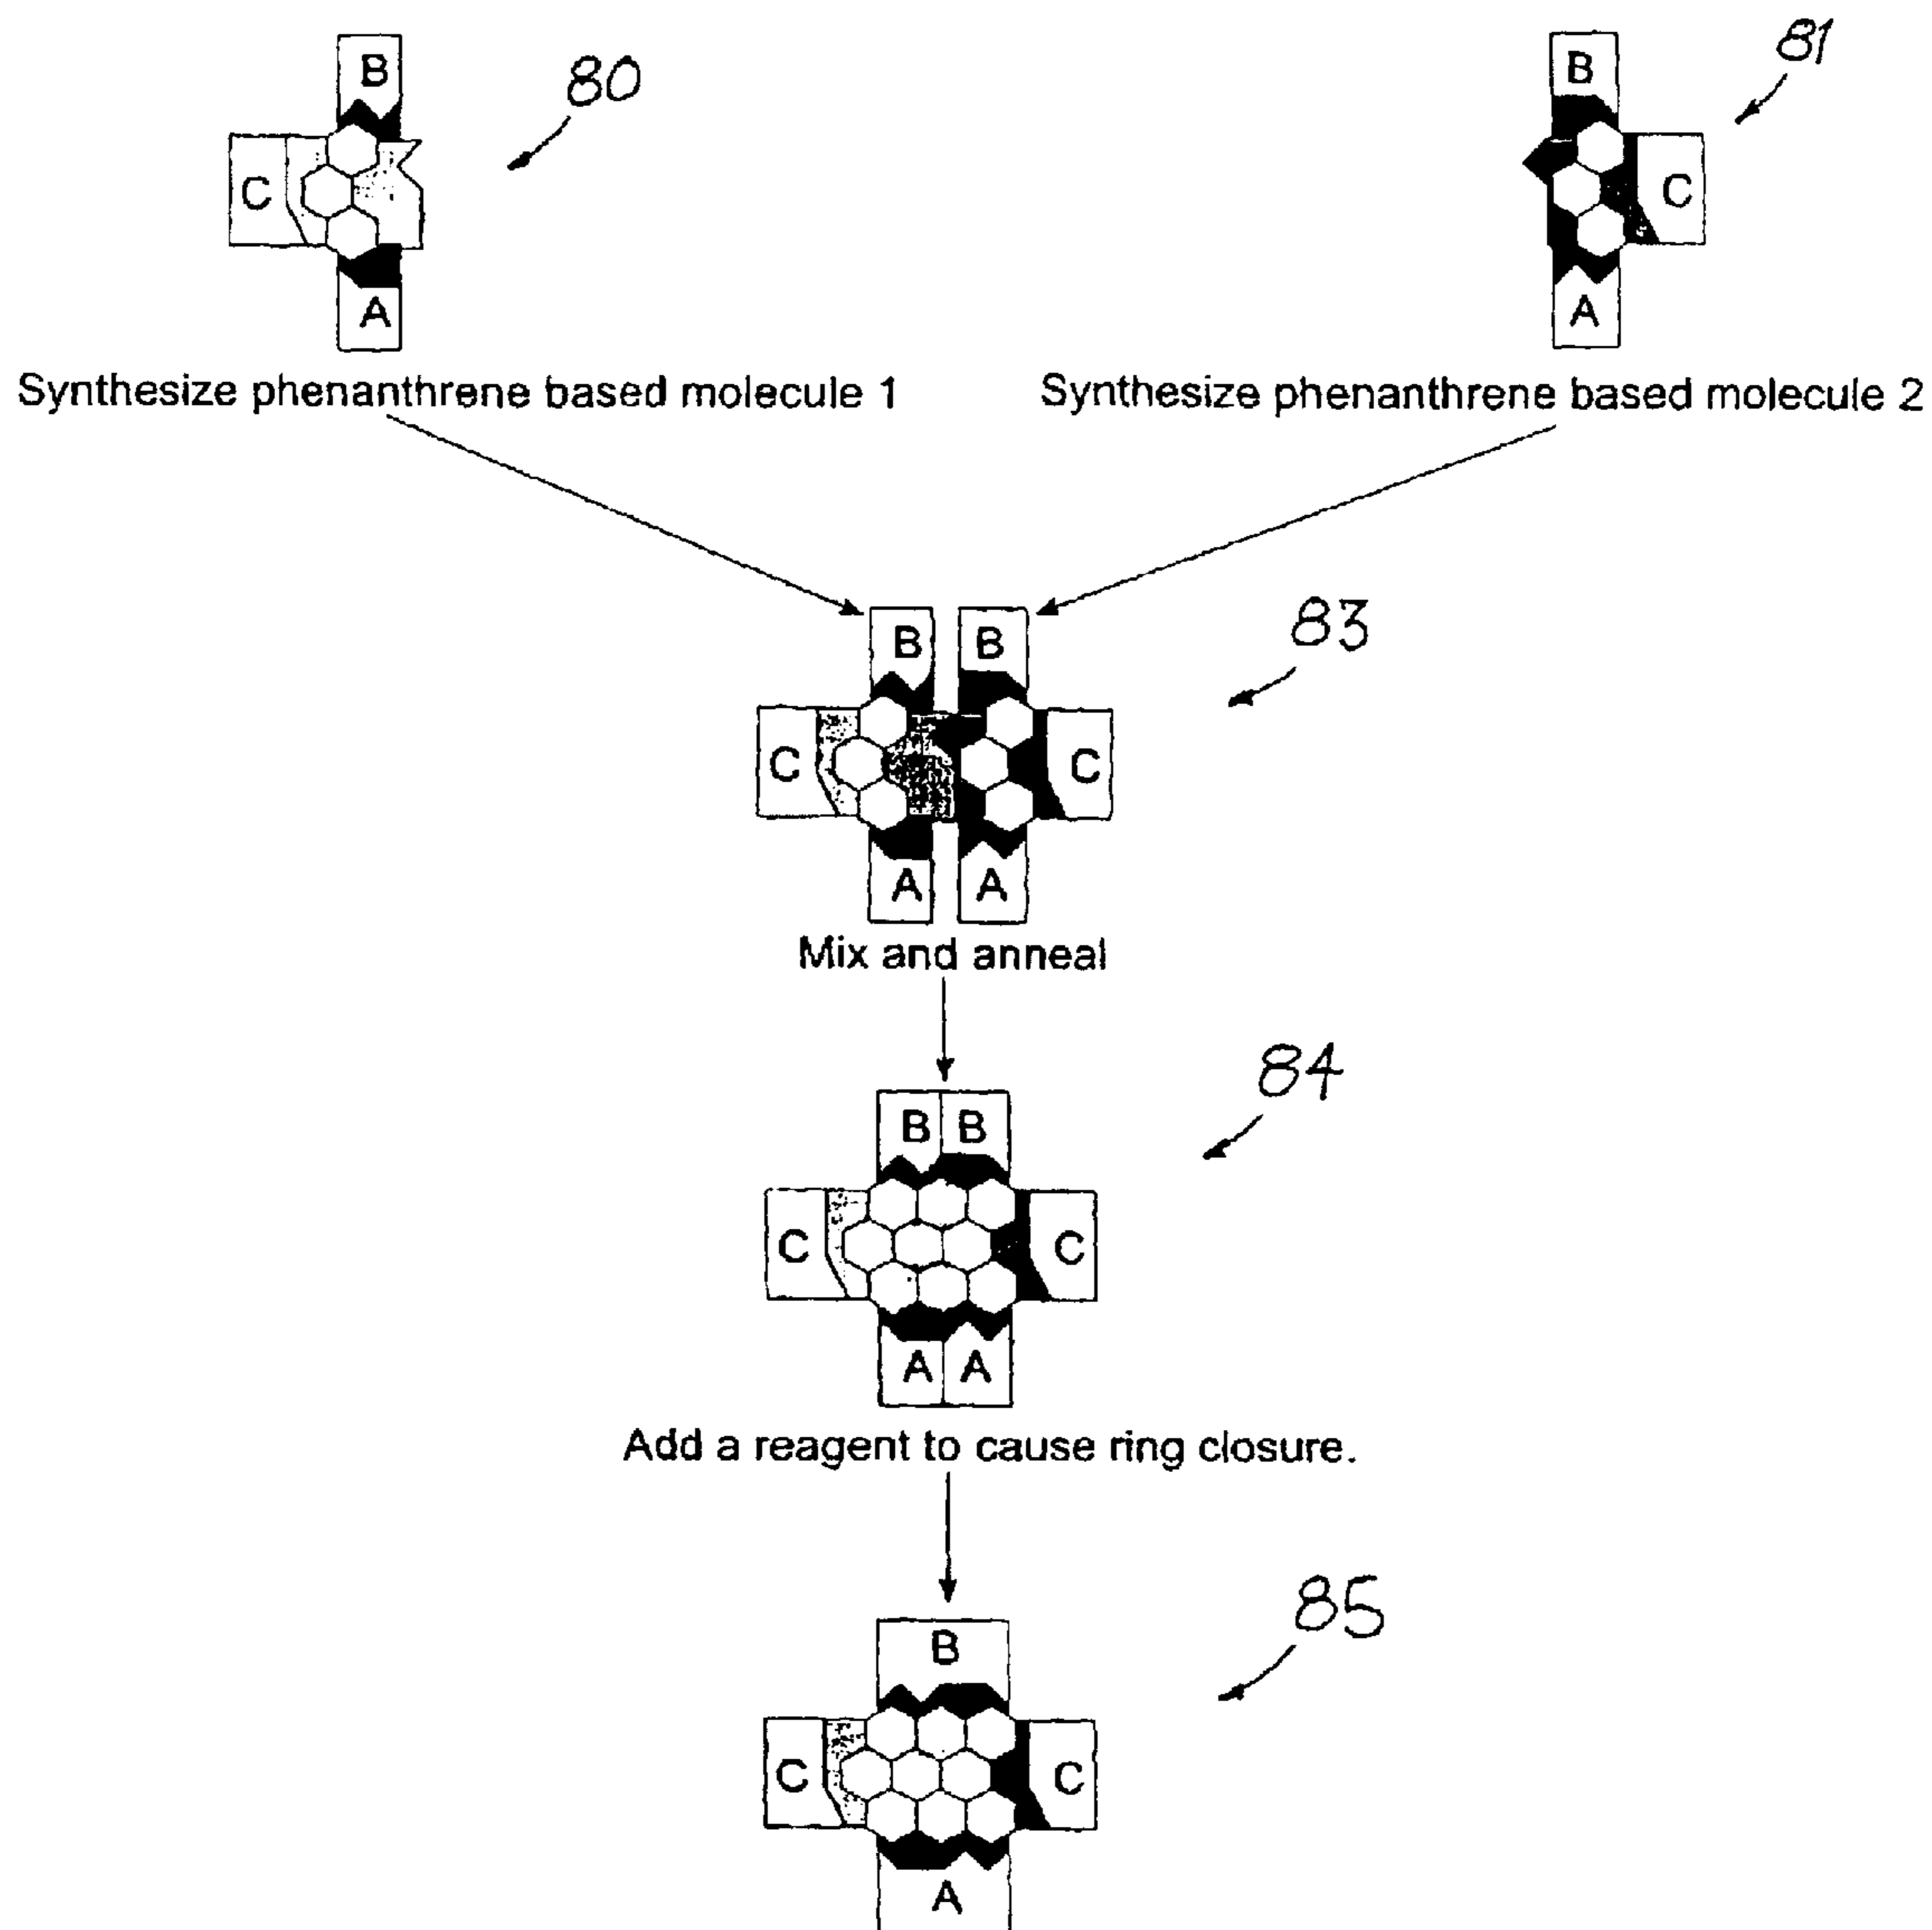 B
80
C
A
B
81
C
A
Synthesize phenanthrene based molecule 1
Synthesize phenanthrene based molecule 2
B B
83
C C
A A
Mix and anneal
84
B B
C C
A A
Add a reagent to cause ring closure.
85
B
C C
A